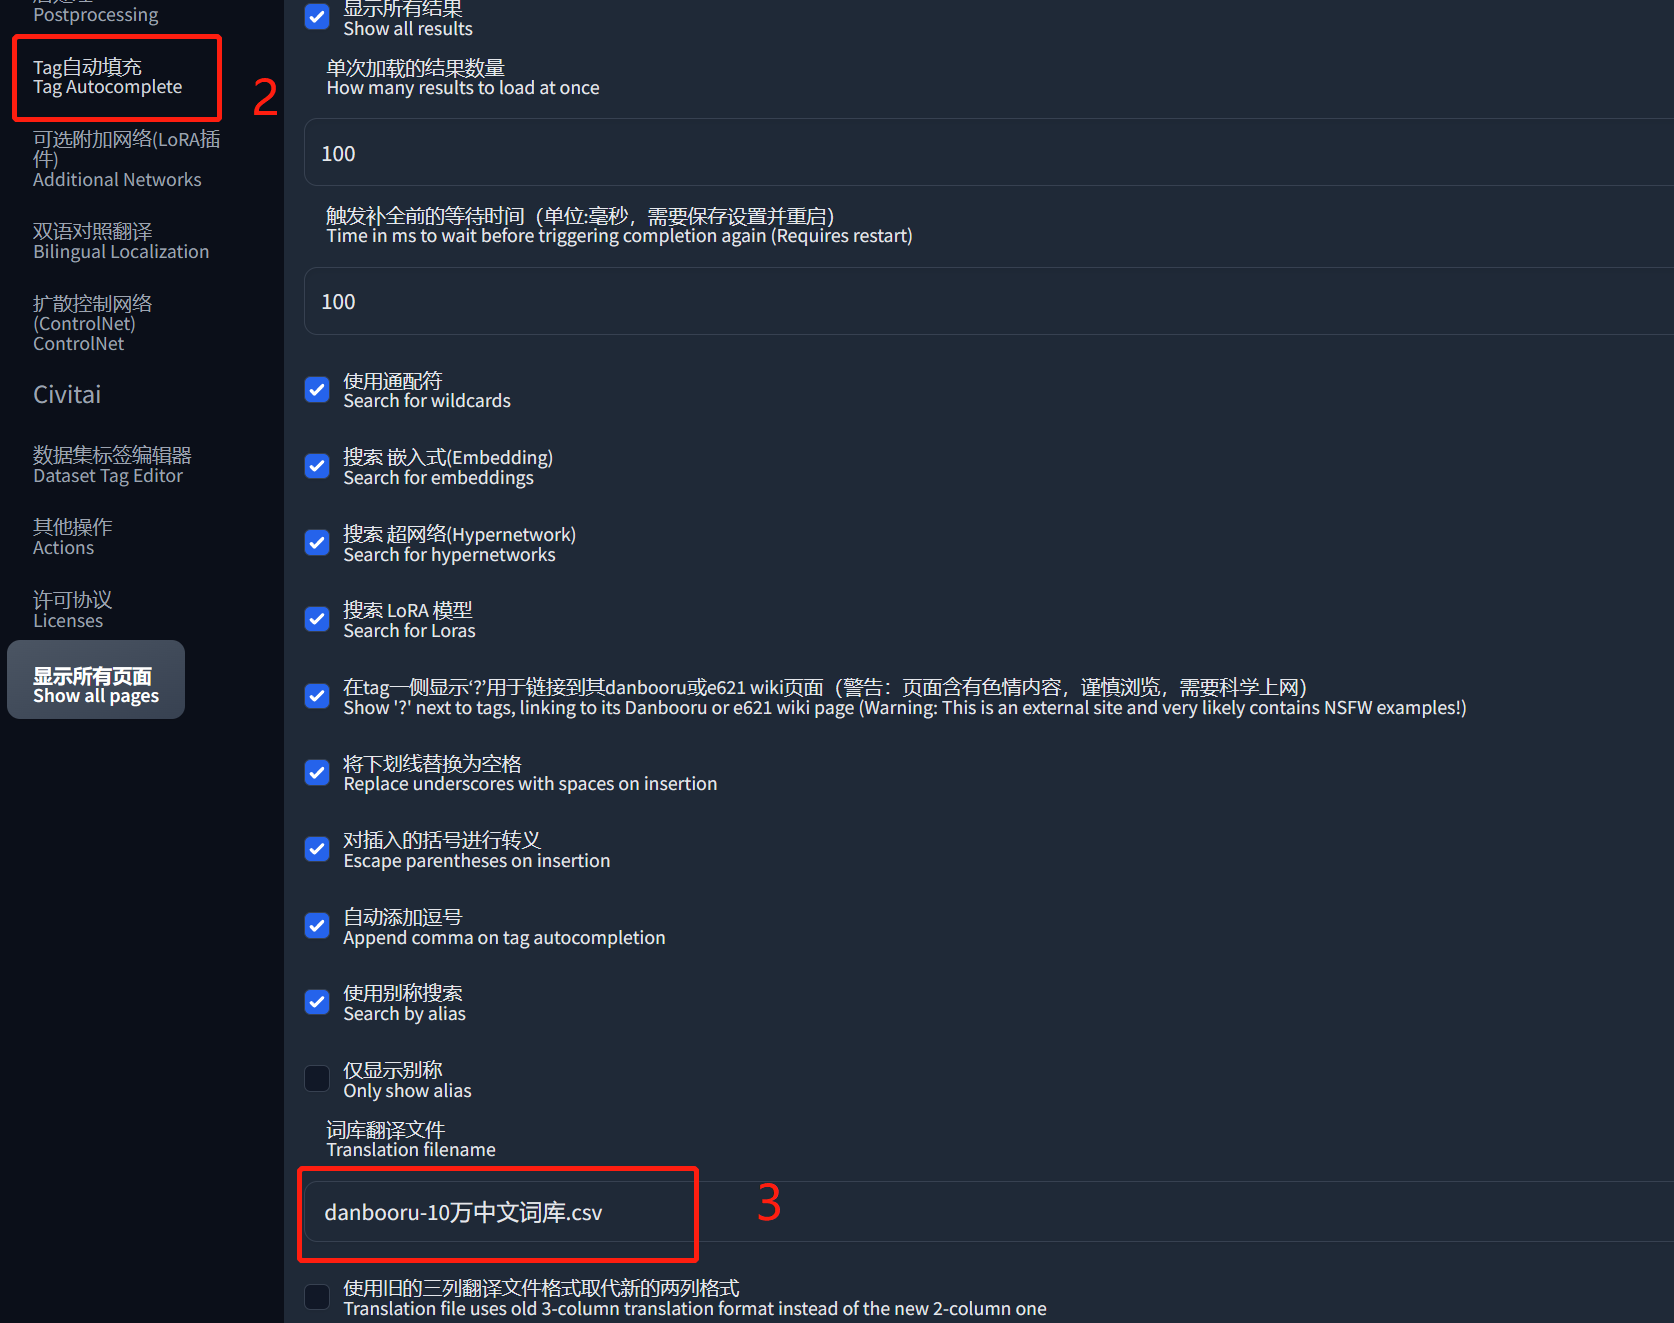 Postprocessing
Tag自动填充
Tag Autocomplete
2
可选附加网络(LoRA插
件)
Additional Networks
双语对照翻译
Bilingual Localization
扩散控制网络
(ControlNet)
ControlNet
Civitai
数据集标签编辑器
Dataset Tag Editor
其他操作
Actions
许可协议
Licenses
显示所有页面
Show all pages
显示所有结果
Show all results
单次加载的结果数量
How many results to load at once
100
触发补全前的等待时间（单位:毫秒，需要保存设置并重启）
Time in ms to wait before triggering completion again (Requires restart)
100
使用通配符
Search for wildcards
搜索 嵌入式(Embedding)
Search for embeddings
搜索 超网络(Hypernetwork)
Search for hypernetworks
搜索 LoRA 模型
Search for Loras
在tag一侧显示‘?’用于链接到其danbooru或e621 wiki页面（警告：页面含有色情内容，谨慎浏览，需要科学上网）
Show '?' next to tags, linking to its Danbooru or e621 wiki page (Warning: This is an external site and very likely contains NSFW examples!)
将下划线替换为空格
Replace underscores with spaces on insertion
对插入的括号进行转义
Escape parentheses on insertion
自动添加逗号
Append comma on tag autocompletion
使用别称搜索
Search by alias
仅显示别称
Only show alias
词库翻译文件
Translation filename
danbooru-10万中文词库.csv
3
使用旧的三列翻译文件格式取代新的两列格式
Translation file uses old 3-column translation format instead of the new 2-column one